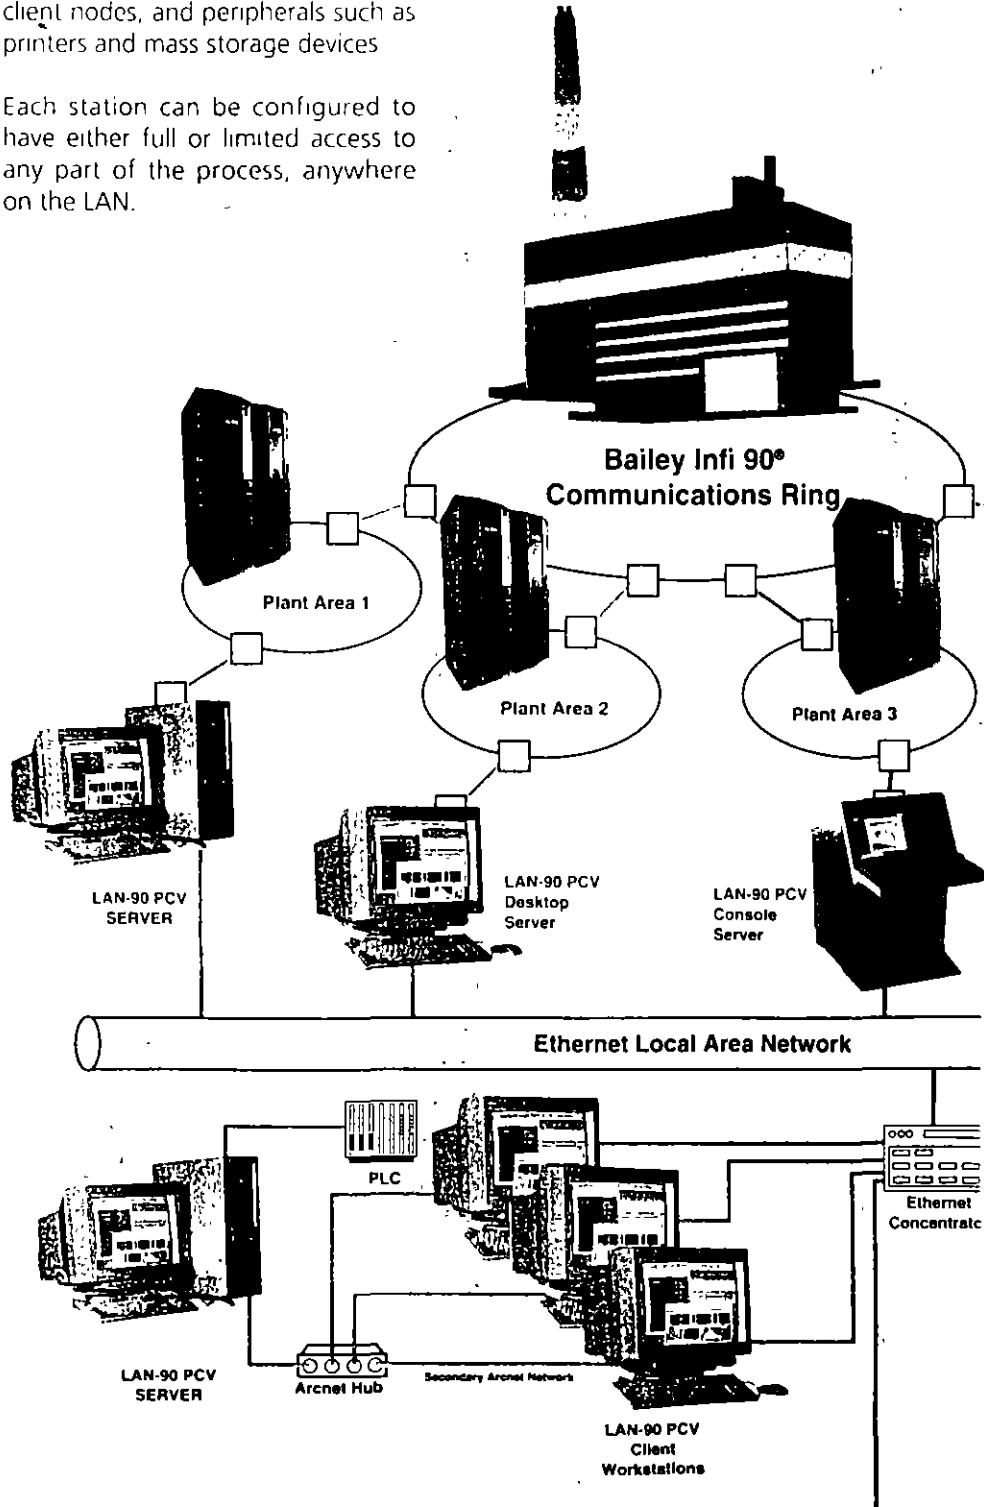 client nodes, and peripherals such as
printers and mass storage devices
Each station can be configured to
have either full or limited access to
any part of the process, anywhere
on the LAN.
Bailey Infi 90®
Communications Ring
Plant Area 1
Plant Area 2
Plant Area 3
LAN-90 PCV
SERVER
LAN-90 PCV
Desktop
Server
LAN-90 PCV
Console
Server
Ethernet Local Area Network
PLC
Ethernet
Concentratc
LAN-90 PCV
SERVER
Arcnet Hub
Secondary Arcnet Network
LAN-90 PCV
Client
Workstations